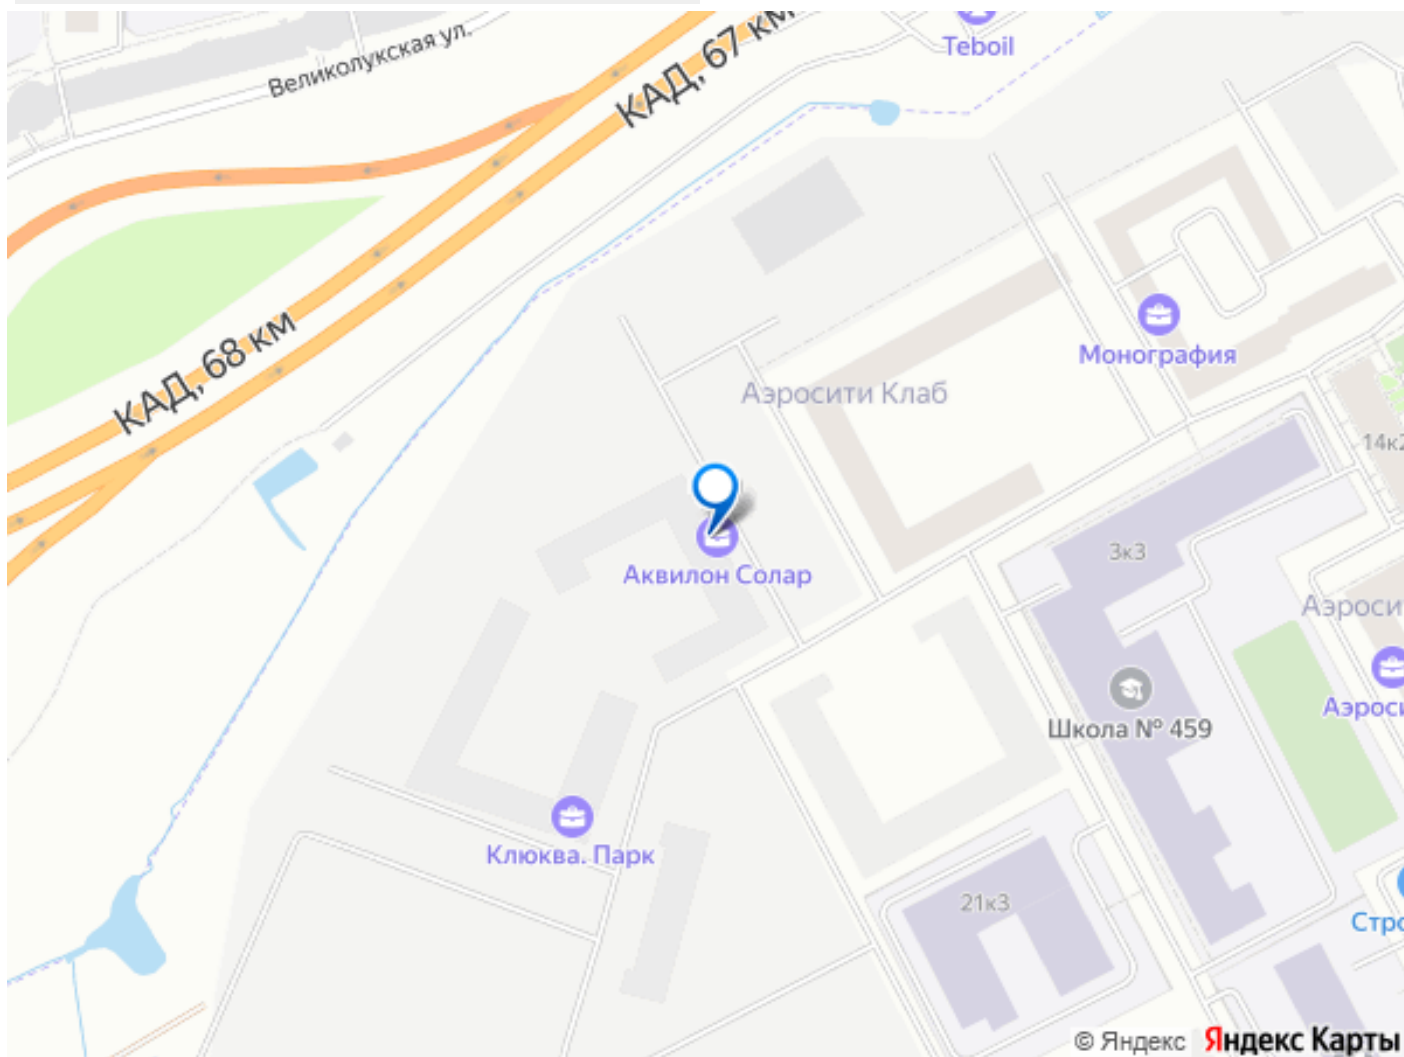 Великолукская ул.
КАД, 67 км
Teboil
КАД, 68 км
Монография
Аэросити Клаб
14к2
3к3
Аквилон Солар
Аэроси
Школа № 459
Аэроси
Клюква. Парк
21к3
Стро
© Яндекс Яндекс Карты